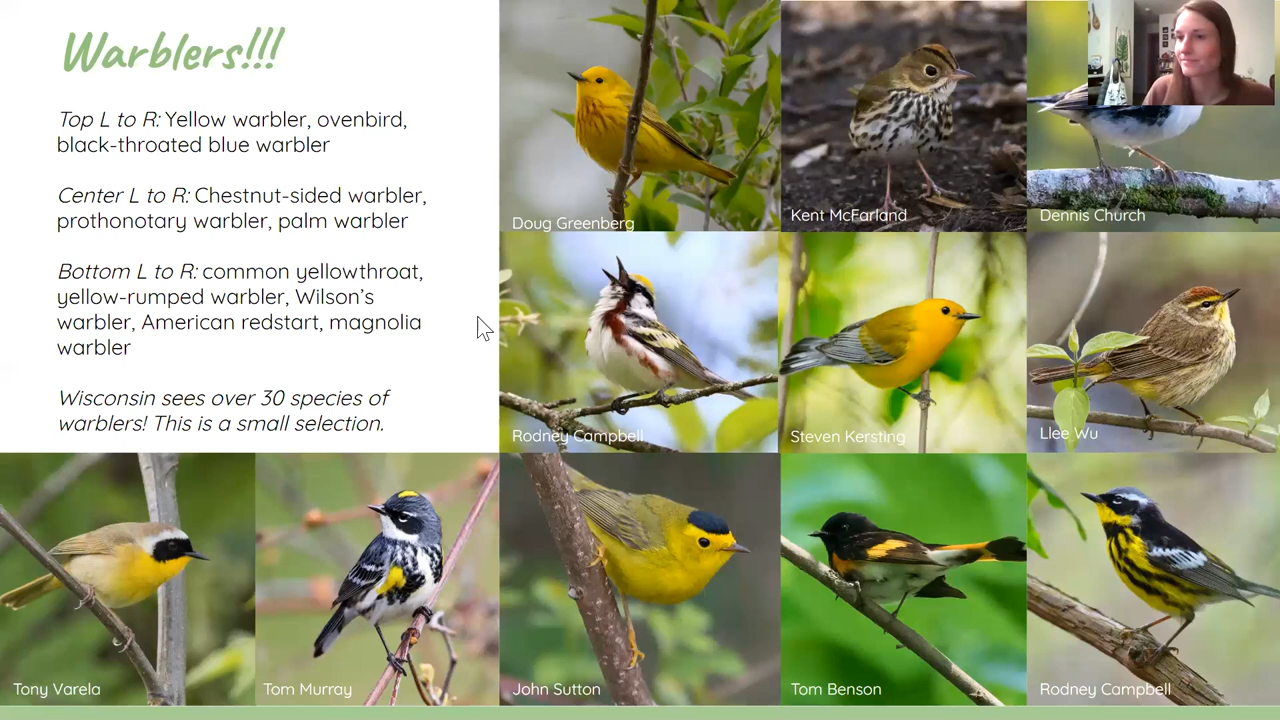 Warblers!!!
Top L to R: Yellow warbler, ovenbird,
black-throated blue warbler
Center L to R: Chestnut-sided warbler,
prothonotary warbler, palm warbler
Bottom L to R: common yellowthroat,
yellow-rumped warbler, Wilson's
warbler, American redstart, magnolia
warbler
Wisconsin sees over 30 species of
warblers! This is a small selection.
Doug Greenberg
Kent McFarland
Dennis Church
Rodney Campbell
Steven Kersting
Llee Wu
Tony Varela
Tom Murray
John Sutton
Tom Benson
Rodney Campbell